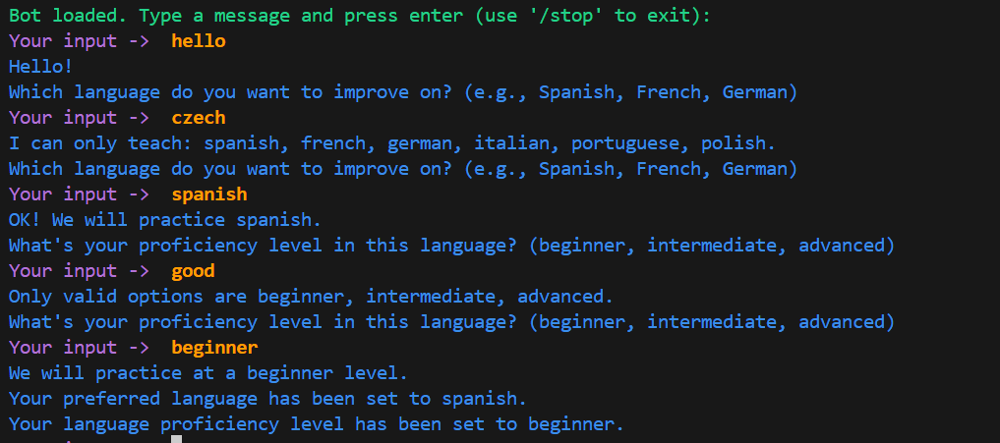 Bot loaded. Type a message and press enter (use '/stop' to exit):
Your input ->  hello
Hello!
Which language do you want to improve on? (e.g., Spanish, French, German)
Your input ->  czech
I can only teach: spanish, french, german, italian, portuguese, polish.
Which language do you want to improve on? (e.g., Spanish, French, German)
Your input ->  spanish
OK! We will practice spanish.
What's your proficiency level in this language? (beginner, intermediate, advanced)
Your input ->  good
Only valid options are beginner, intermediate, advanced.
What's your proficiency level in this language? (beginner, intermediate, advanced)
Your input ->  beginner
We will practice at a beginner level.
Your preferred language has been set to spanish.
Your language proficiency level has been set to beginner.